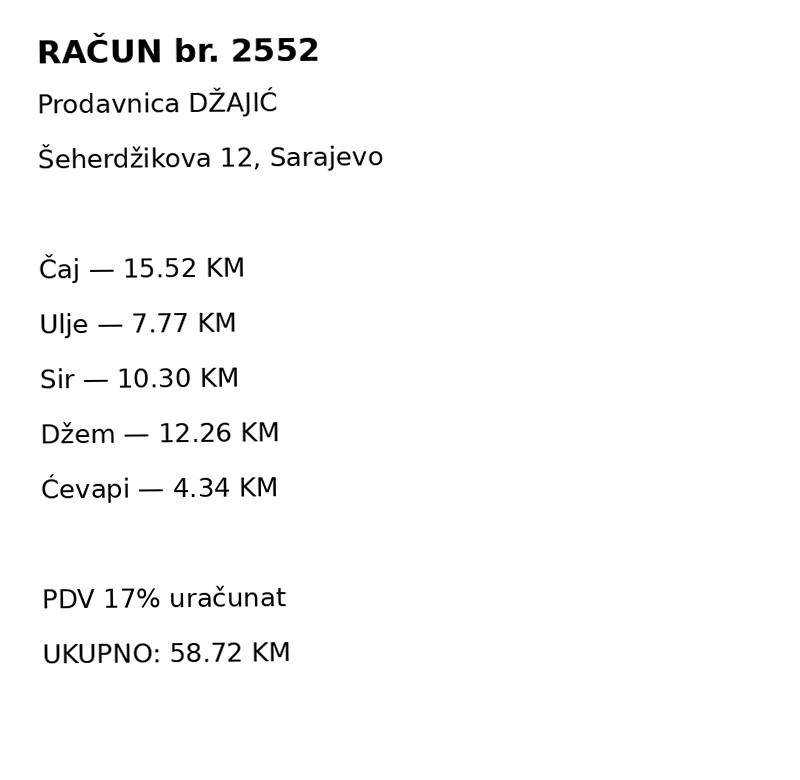 RAČUN br. 2552
Prodavnica DŽAJIĆ
Šeherdžikova 12, Sarajevo
Čaj — 15.52 KM
Ulje — 7.77 KM
Sir — 10.30 KM
Džem — 12.26 KM
Ćevapi — 4.34 KM
PDV 17% uračunat
UKUPNO: 58.72 KM